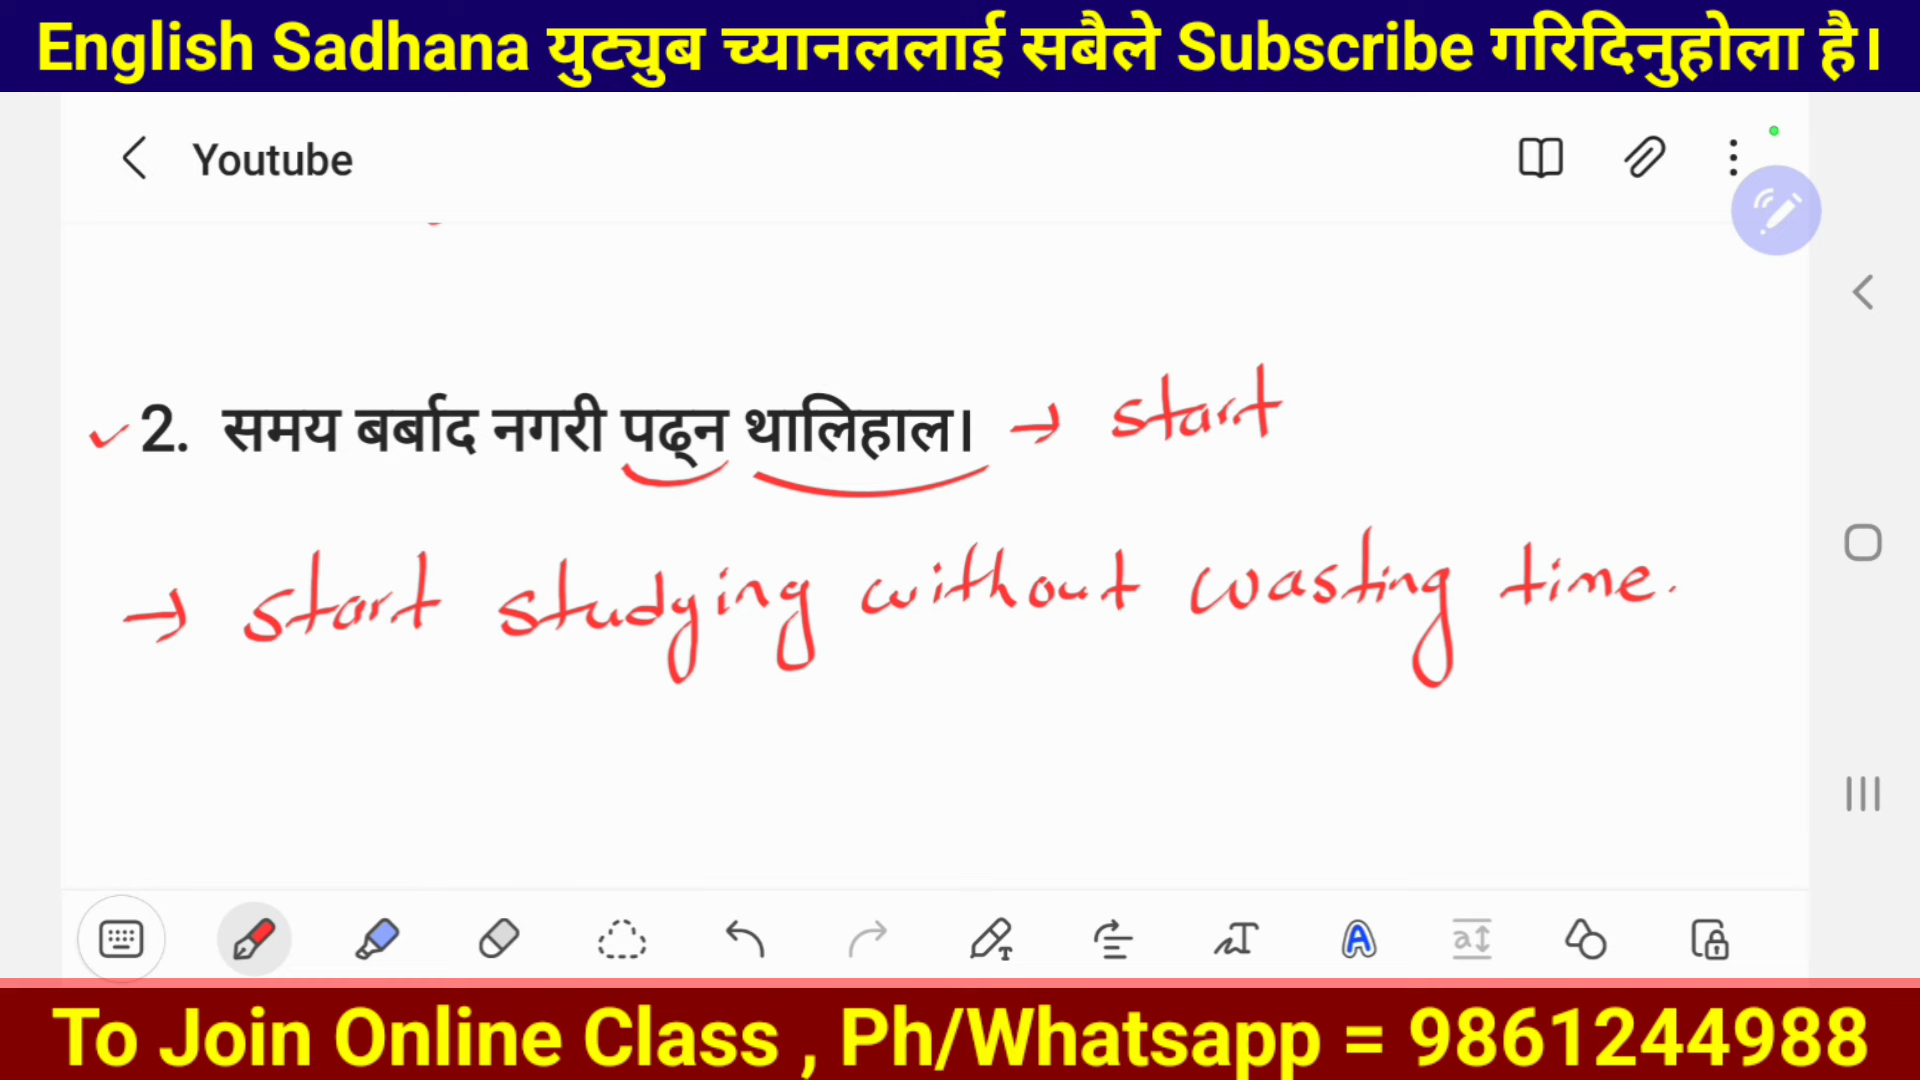 English Sadhana युट्युब च्यानललाई सबैले Subscribe गरिदिनुहोला है।
Youtube
2. समय बर्बाद नगरी पढ्न थालिहाल। → start
→ start studying without wasting time.
To Join Online Class , Ph/Whatsapp = 9861244988